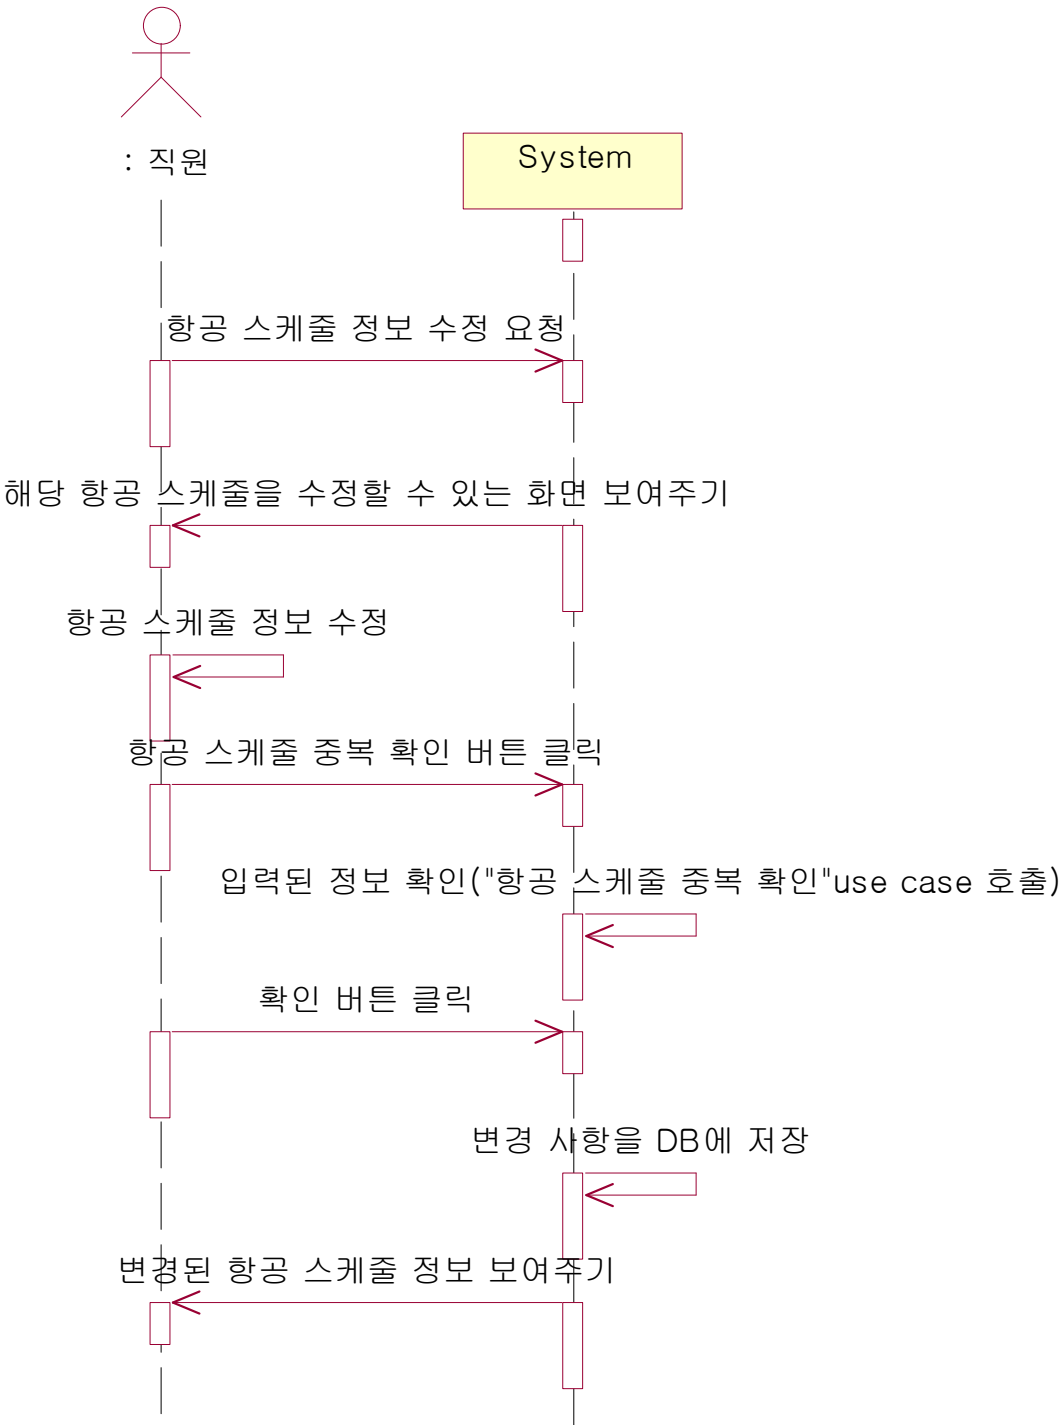 : 직원
System
항공 스케줄 정보 수정 요청
해당 항공 스케줄을 수정할 수 있는 화면 보여주기
항공 스케줄 정보 수정
항공 스케줄 중복 확인 버튼 클릭
입력된 정보 확인("항공 스케줄 중복 확인"use case 호출)
확인 버튼 클릭
변경 사항을 DB에 저장
변경된 항공 스케줄 정보 보여주기